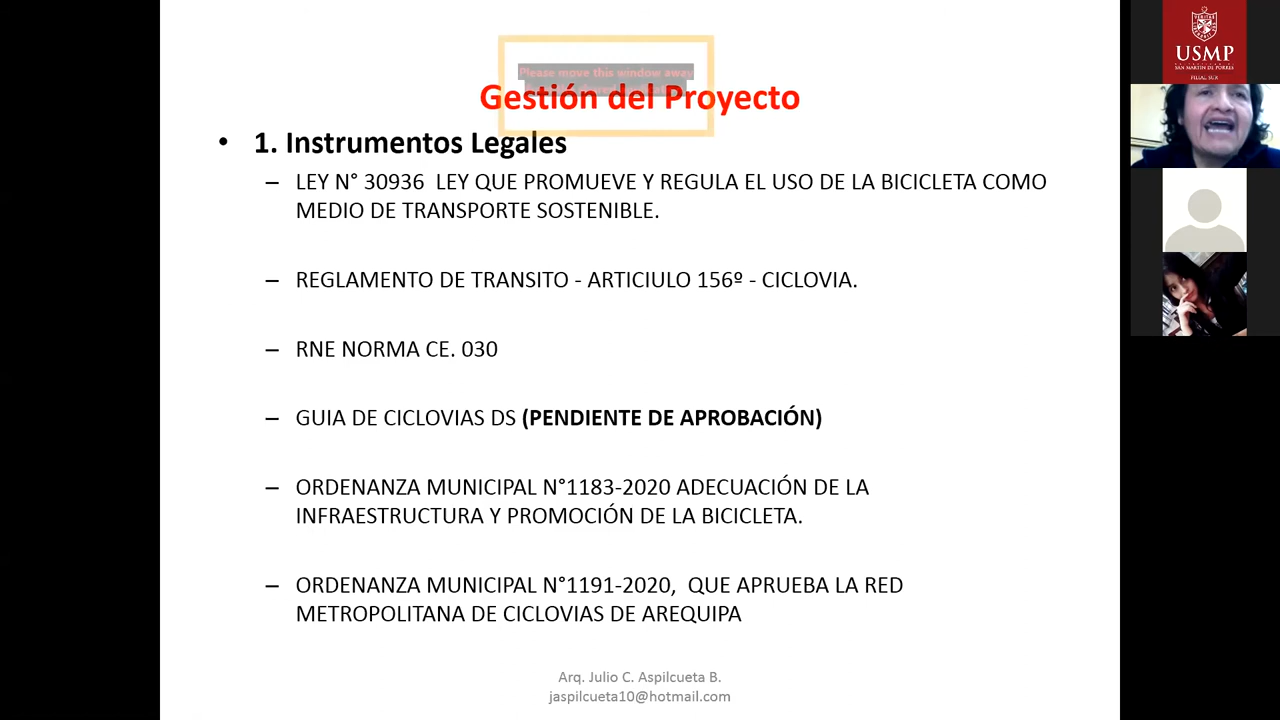 Please move this window away
Gestión del Proyecto
• 1. Instrumentos Legales
– LEY N° 30936 LEY QUE PROMUEVE Y REGULA EL USO DE LA BICICLETA COMO
MEDIO DE TRANSPORTE SOSTENIBLE.
– REGLAMENTO DE TRANSITO - ARTICIULO 156º - CICLOVIA.
– RNE NORMA CE. 030
– GUIA DE CICLOVIAS DS (PENDIENTE DE APROBACIÓN)
– ORDENANZA MUNICIPAL N°1183-2020 ADECUACIÓN DE LA
INFRAESTRUCTURA Y PROMOCIÓN DE LA BICICLETA.
– ORDENANZA MUNICIPAL N°1191-2020, QUE APRUEBA LA RED
METROPOLITANA DE CICLOVIAS DE AREQUIPA
Arq. Julio C. Aspilcueta B.
jaspilcueta10@hotmail.com
USMP
SAN MARTIN DE PORRES
FILIAL SUR